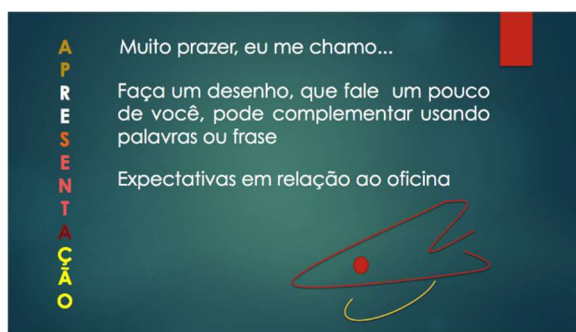 APRESENTAÇÃO
Muito prazer, eu me chamo...
Faça um desenho, que fale um pouco
de você, pode complementar usando
palavras ou frase
Expectativas em relação ao oficina